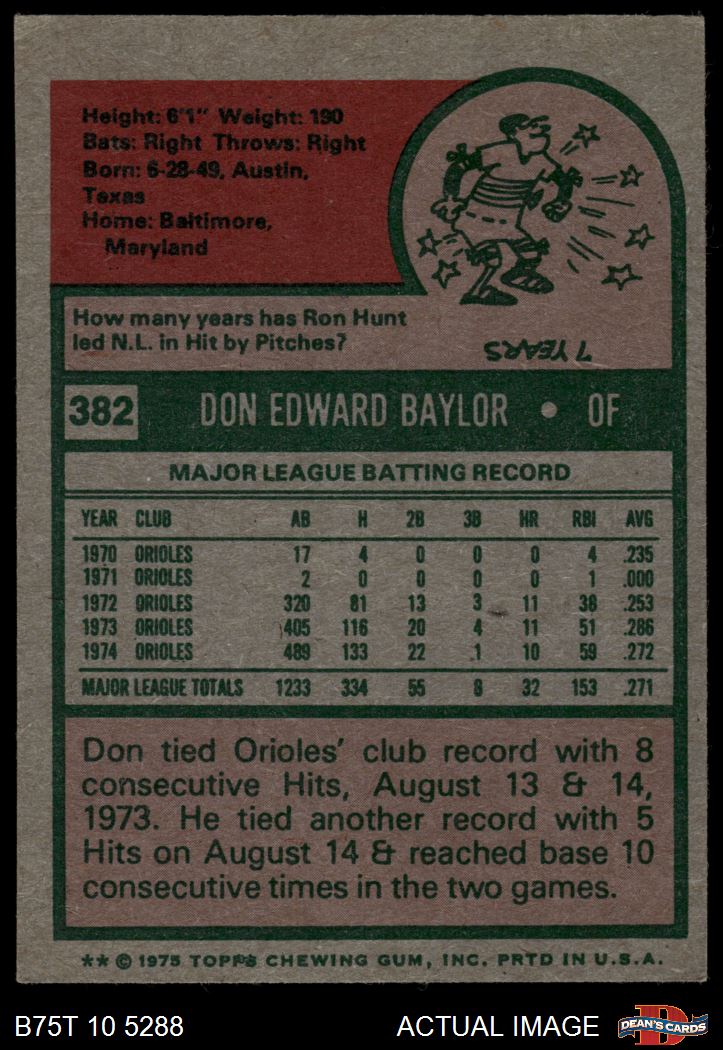 Height: 6'1" Weight: 190
Bats: Right Throws: Right
Born: 6-28-49, Austin,
Texas
Home: Baltimore,
Maryland
How many years has Ron Hunt
led N.L. in Hit by Pitches?
7 YEARS
382 DON EDWARD BAYLOR • OF
MAJOR LEAGUE BATTING RECORD
YEAR CLUB AB H 2B 3B HR RBI AVG
1970 ORIOLES 17 4 0 0 0 4 .235
1971 ORIOLES 2 0 0 0 0 1 .000
1972 ORIOLES 320 81 13 3 11 38 .253
1973 ORIOLES 405 116 20 4 11 51 .286
1974 ORIOLES 489 133 22 1 10 59 .272
MAJOR LEAGUE TOTALS 1233 334 55 8 32 153 .271
Don tied Orioles' club record with 8
consecutive Hits, August 13 & 14,
1973. He tied another record with 5
Hits on August 14 & reached base 10
consecutive times in the two games.
** © 1975 TOPPS CHEWING GUM, INC. PRTD IN U.S.A.
B75T 10 5288 ACTUAL IMAGE DEAN'S CARDS